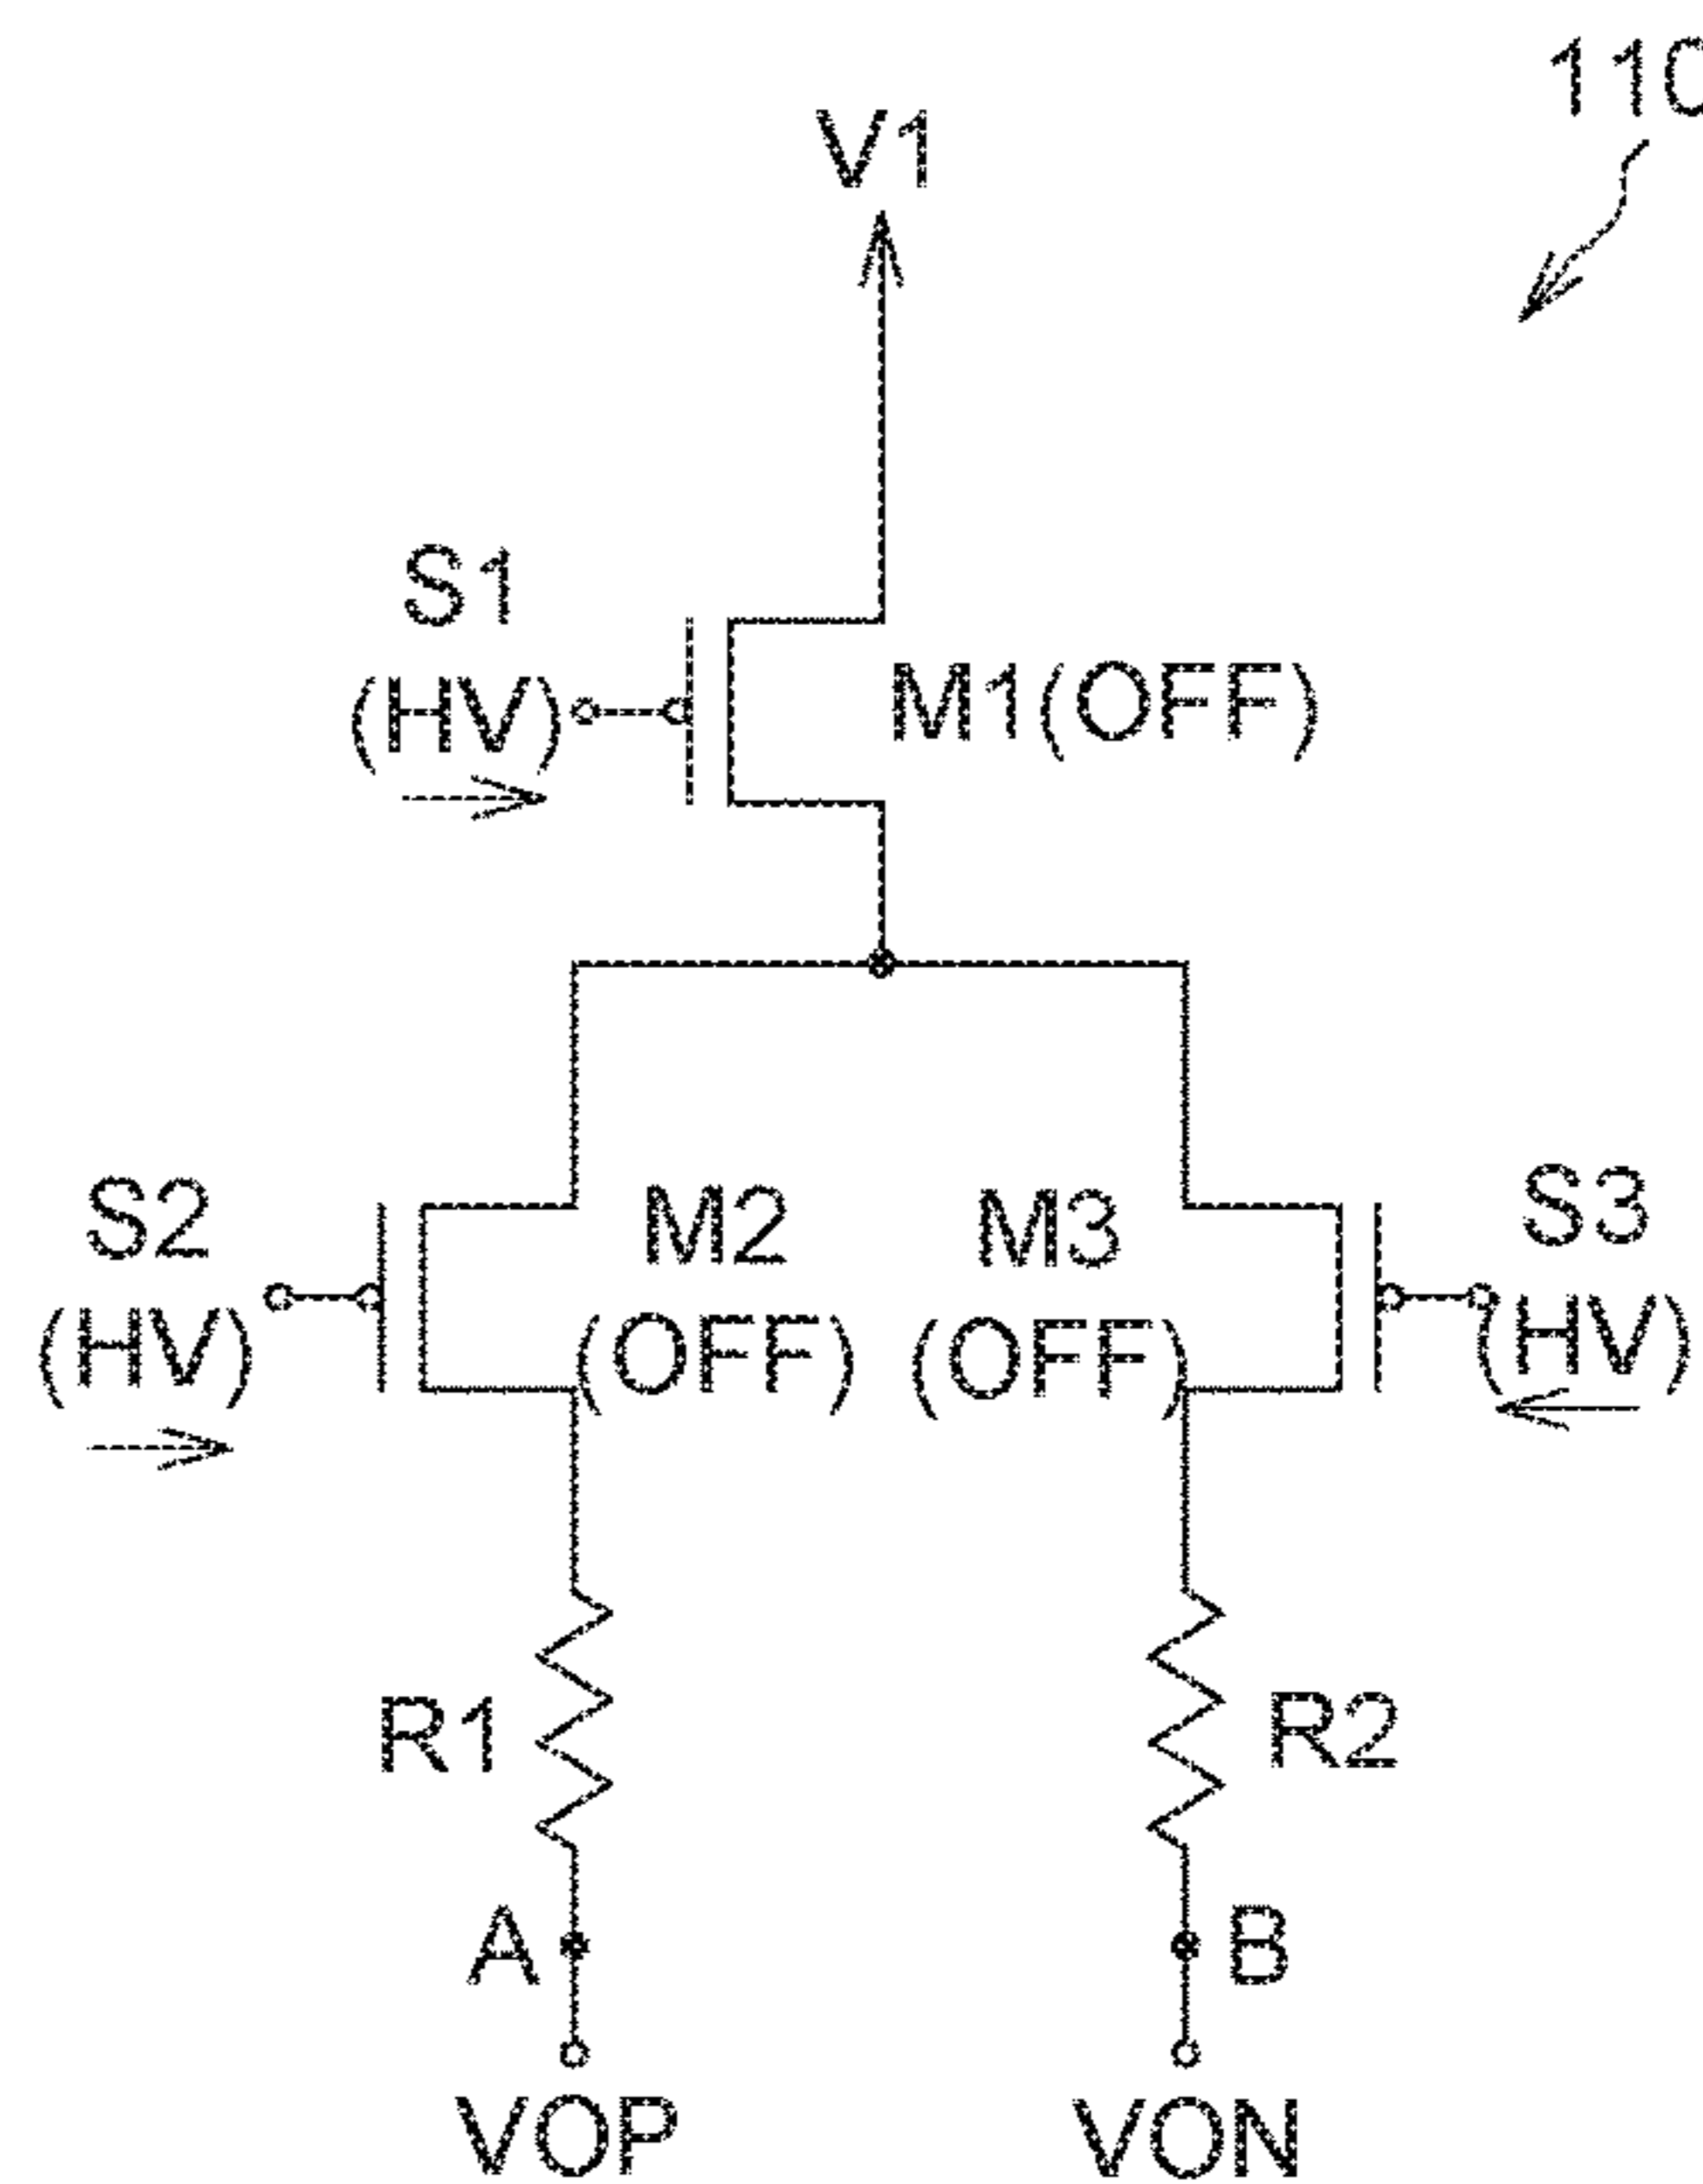 110
V1
S1
(HV)
M1(OFF)
S2
(HV)
M2
(OFF)
M3
(OFF)
S3
(HV)
R1
R2
A
B
VOP
VON